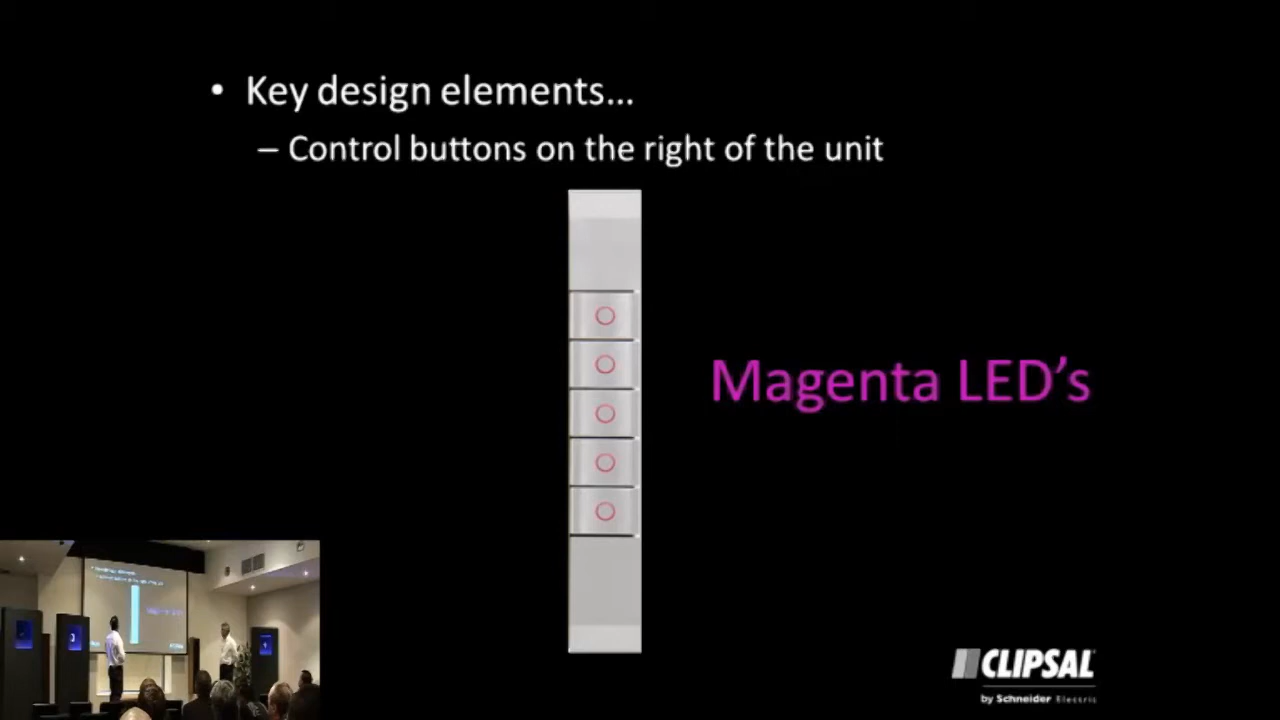 • Key design elements...
– Control buttons on the right of the unit
Magenta LED's
CLIPSAL
by Schneider Electric